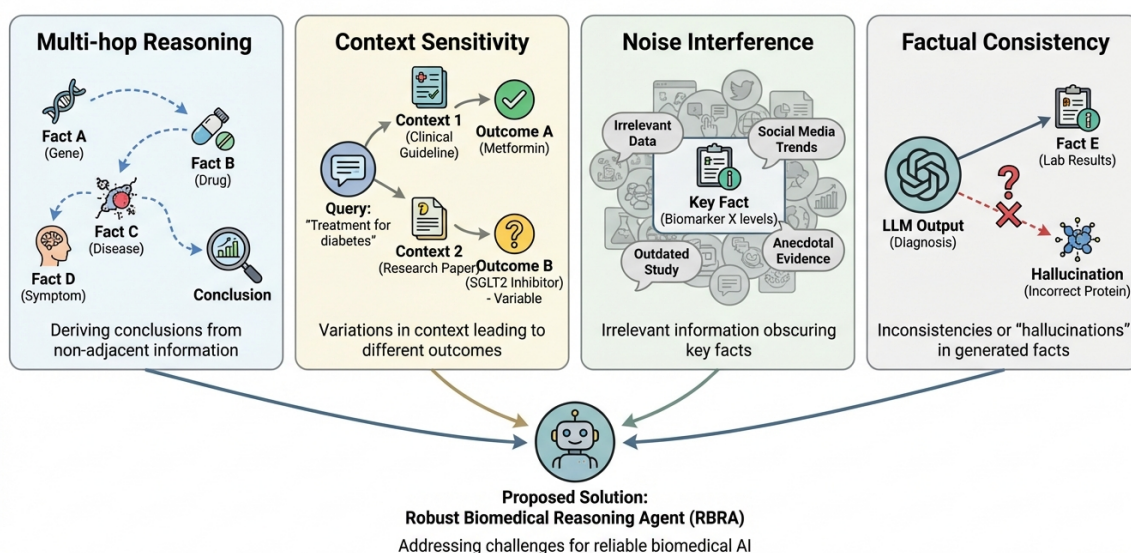 Multi-hop Reasoning
Fact A
(Gene)
Fact B
(Drug)
Fact C
(Disease)
Fact D
(Symptom)
Conclusion
Deriving conclusions from
non-adjacent information
Context Sensitivity
Query:
"Treatment for
diabetes"
Context 1
(Clinical
Guideline)
Outcome A
(Metformin)
Context 2
(Research Paper)
Outcome B
(SGLT2 Inhibitor)
- Variable
Variations in context leading to
different outcomes
Noise Interference
Irrelevant
Data
Social Media
Trends
Key Fact
(Biomarker X levels)
Outdated
Study
Anecdotal
Evidence
Irrelevant information obscuring
key facts
Factual Consistency
LLM Output
(Diagnosis)
Fact E
(Lab Results)
?
Hallucination
(Incorrect Protein)
Inconsistencies or "hallucinations"
in generated facts
Proposed Solution:
Robust Biomedical Reasoning Agent (RBRA)
Addressing challenges for reliable biomedical AI